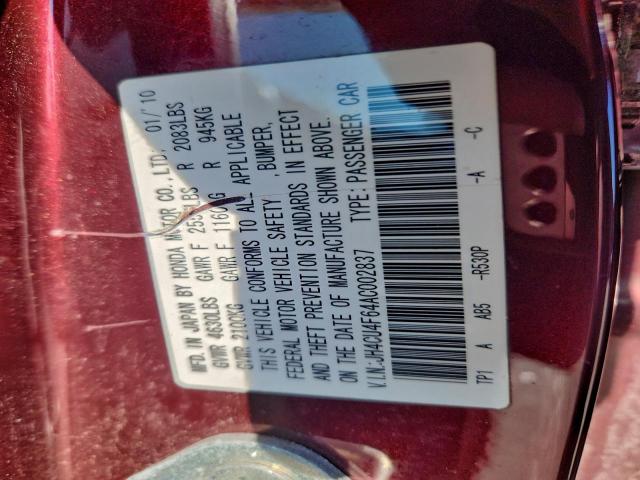 MFD. IN JAPAN BY HONDA MOTOR CO., LTD. 01/10
GVWR 4630LBS GAWR F LBS R 2083LBS
GVWR 2100KG GAWR F 1160KG R 945KG
THIS VEHICLE CONFORMS TO ALL APPLICABLE
FEDERAL MOTOR VEHICLE SAFETY ,BUMPER,
AND THEFT PREVENTION STANDARDS IN EFFECT
ON THE DATE OF MANUFACTURE SHOWN ABOVE.
V.I.N:JH4CU4F64AC002837 TYPE:PASSENGER CAR
TP1 A AB5 -R530P -A -C